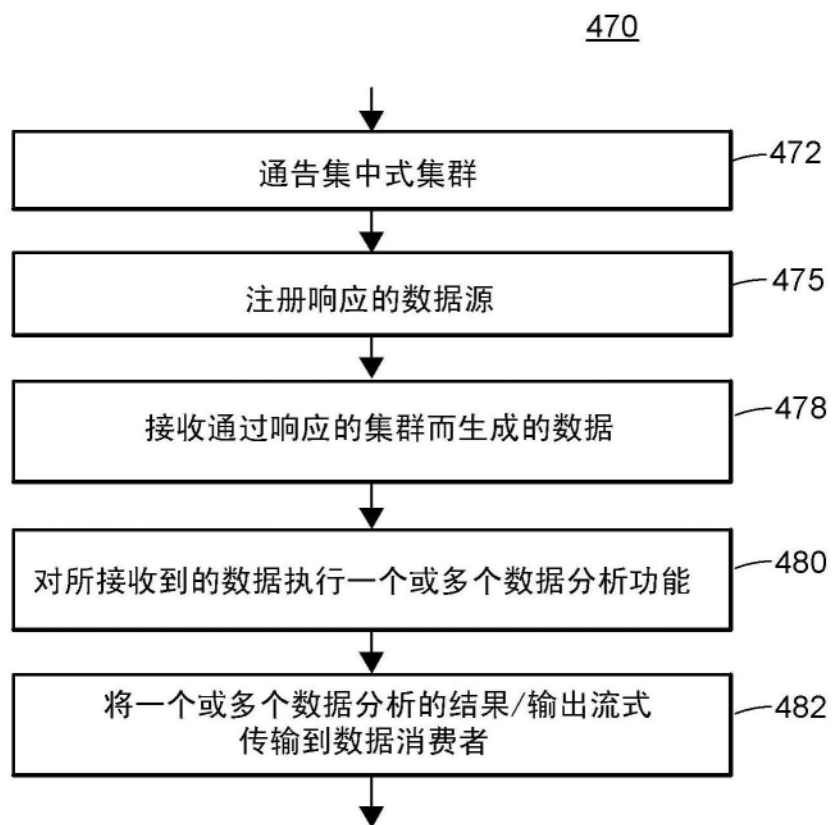 470
通告集中式集群
472
注册响应的数据源
475
接收通过响应的集群而生成的数据
478
对所接收到的数据执行一个或多个数据分析功能
480
将一个或多个数据分析的结果/输出流式
传输到数据消费者
482